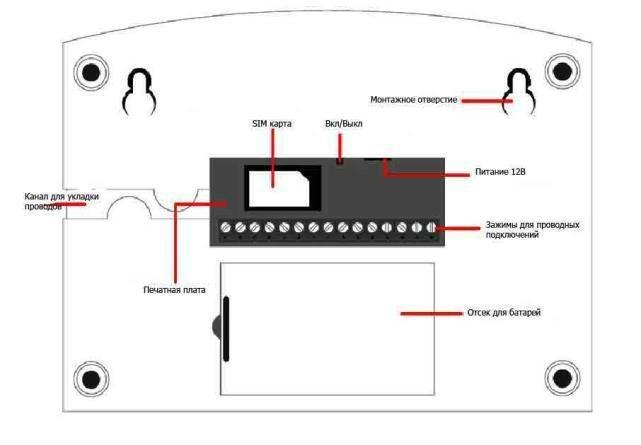 Монтажное отверстие
SIM карта
Вкл/Выкл
Питание 12В
Канал для укладки
проводов
Зажимы для проводных
подключений
Печатная плата
Отсек для батарей